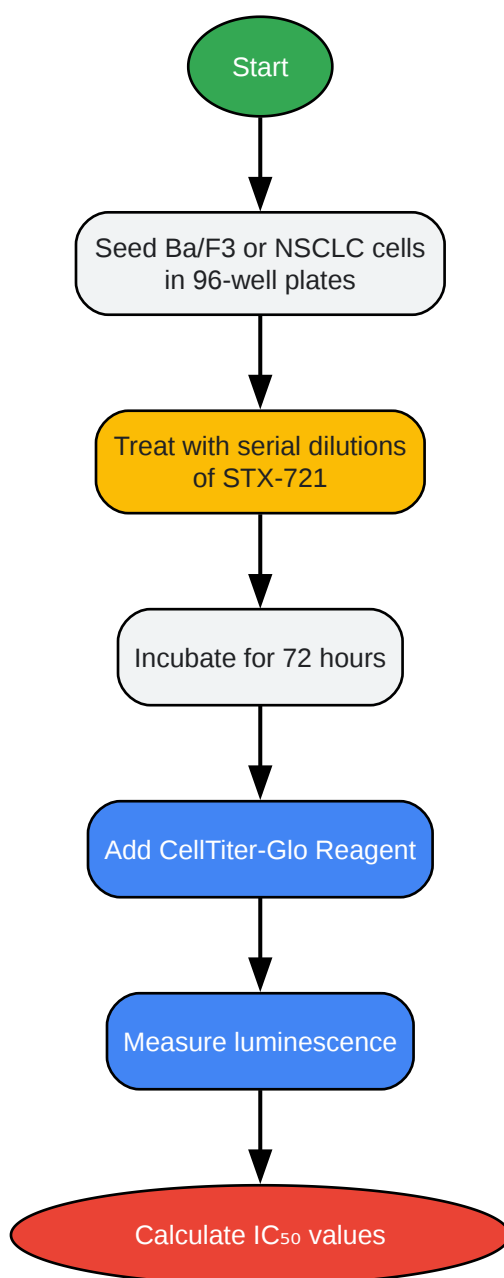 Start
Seed Ba/F3 or NSCLC cells
in 96-well plates
Treat with serial dilutions
of STX-721
Incubate for 72 hours
Add CellTiter-Glo Reagent
Measure luminescence
Calculate IC₅₀ values